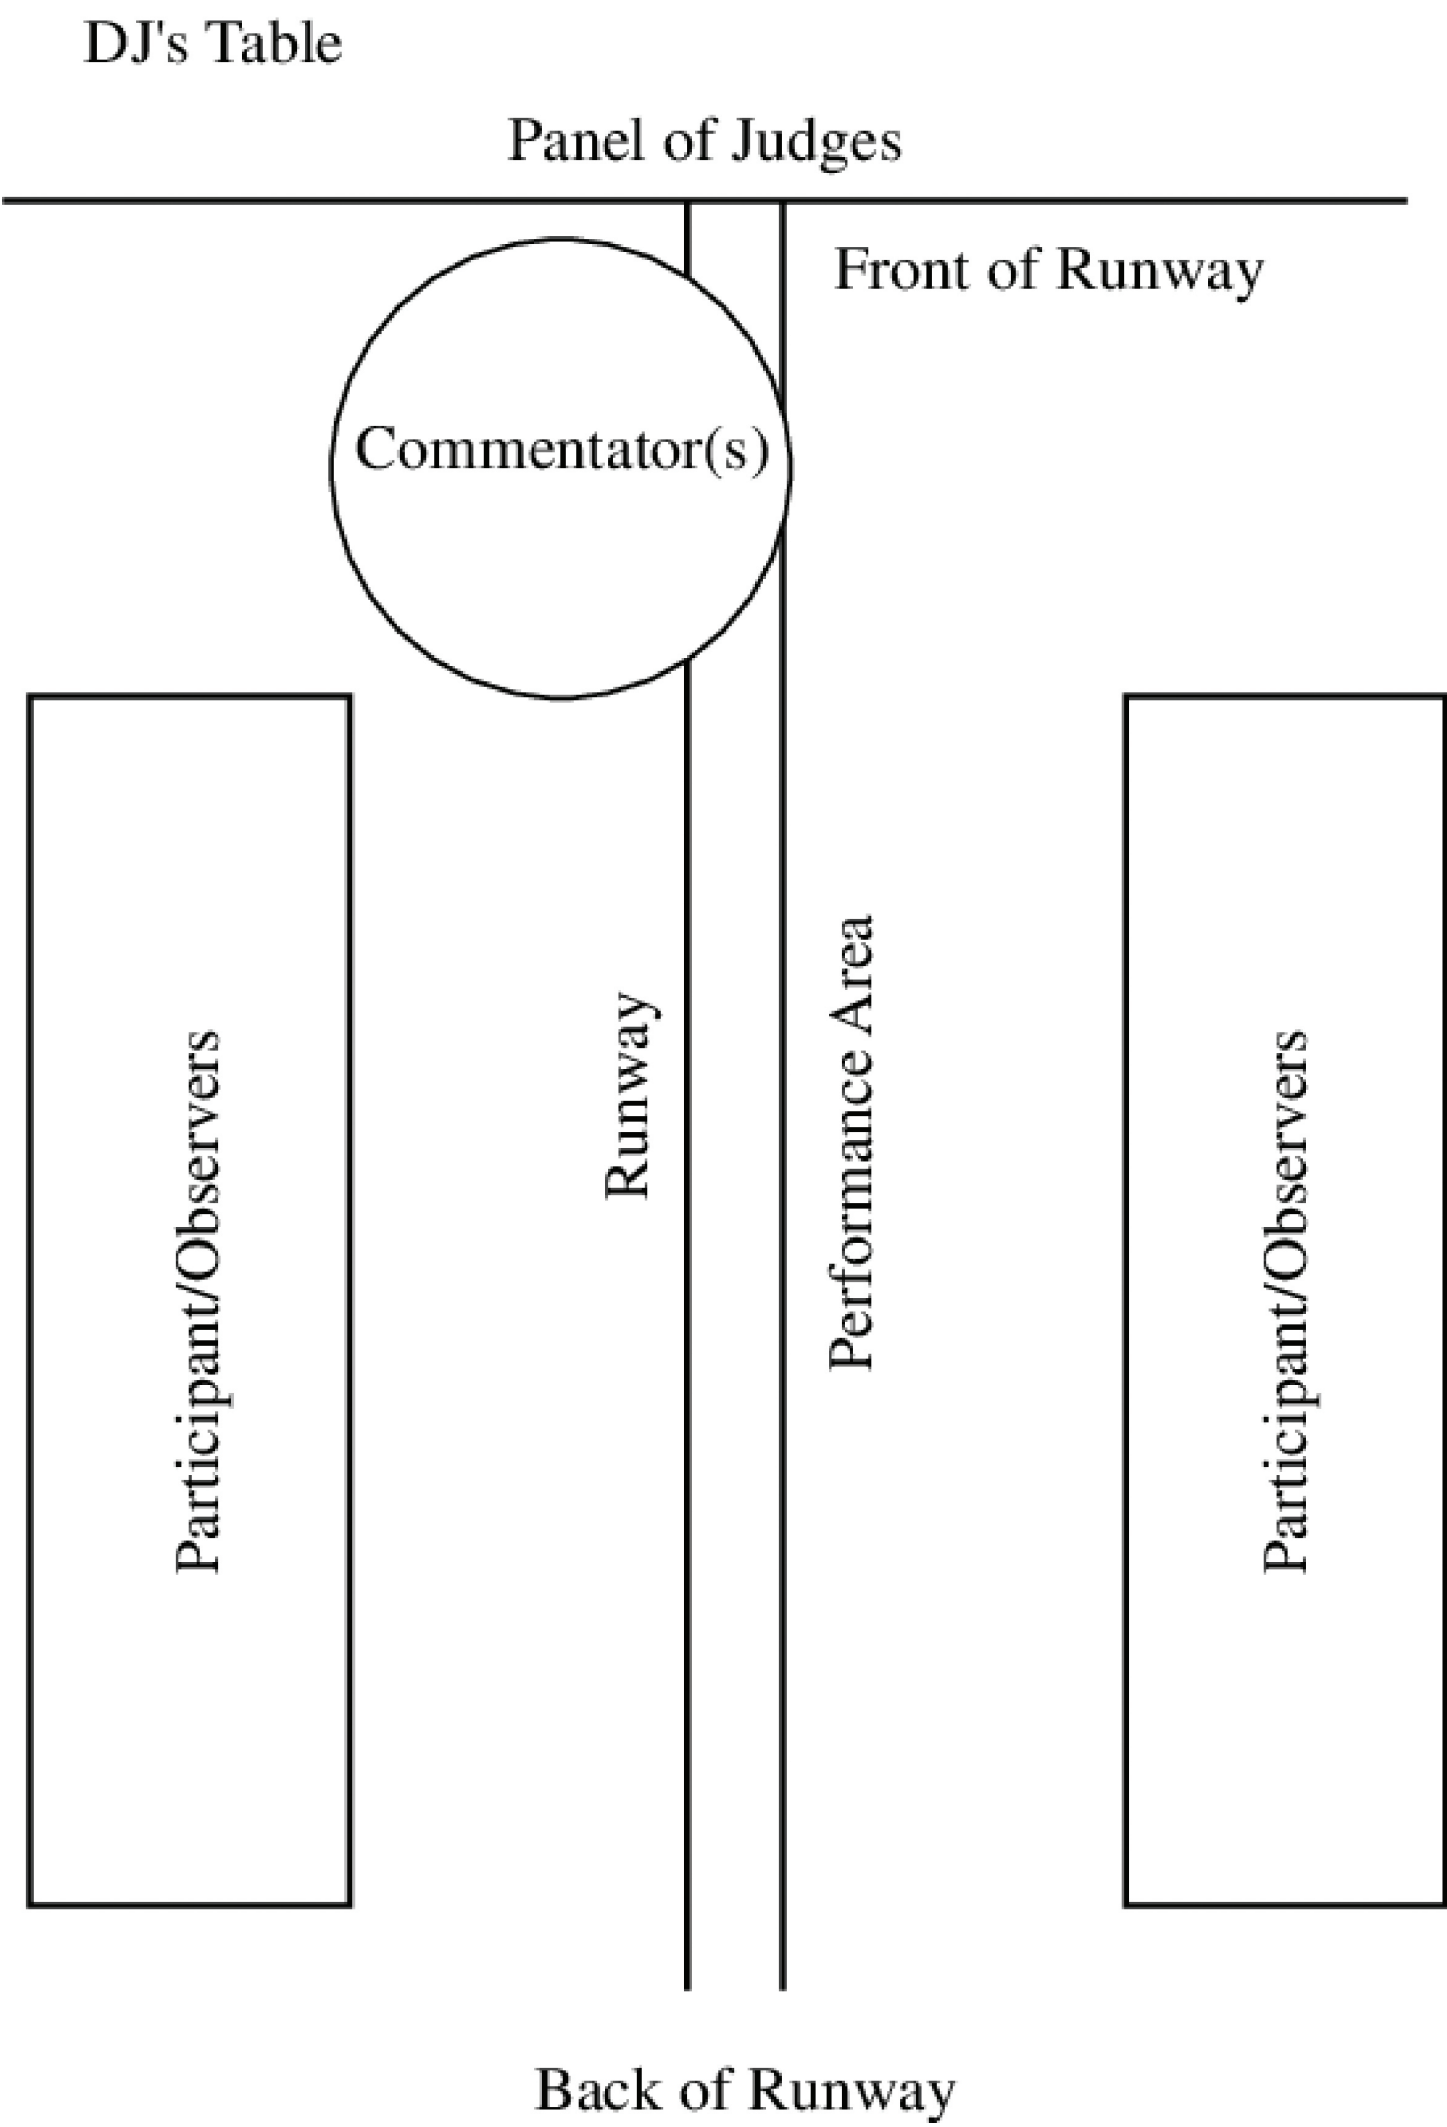 DJ's Table
Panel of Judges
Front of Runway
Commentator(s)
Participant/Observers
Runway
Performance Area
Participant/Observers
Back of Runway